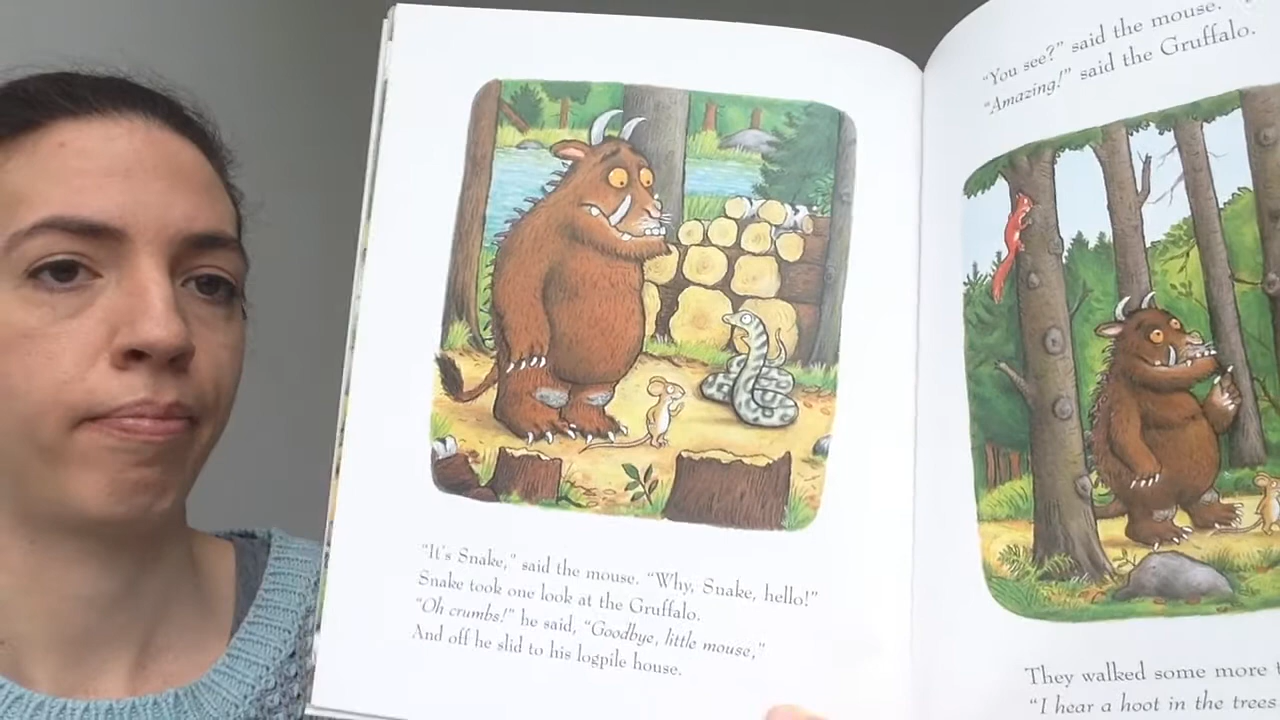 "It's Snake," said the mouse. "Why, Snake, hello!"
Snake took one look at the Gruffalo.
"Oh crumbs!" he said, "Goodbye, little mouse,"
And off he slid to his logpile house.
"You see?" said the mouse.
"Amazing!" said the Gruffalo.
They walked some more
"I hear a hoot in the trees